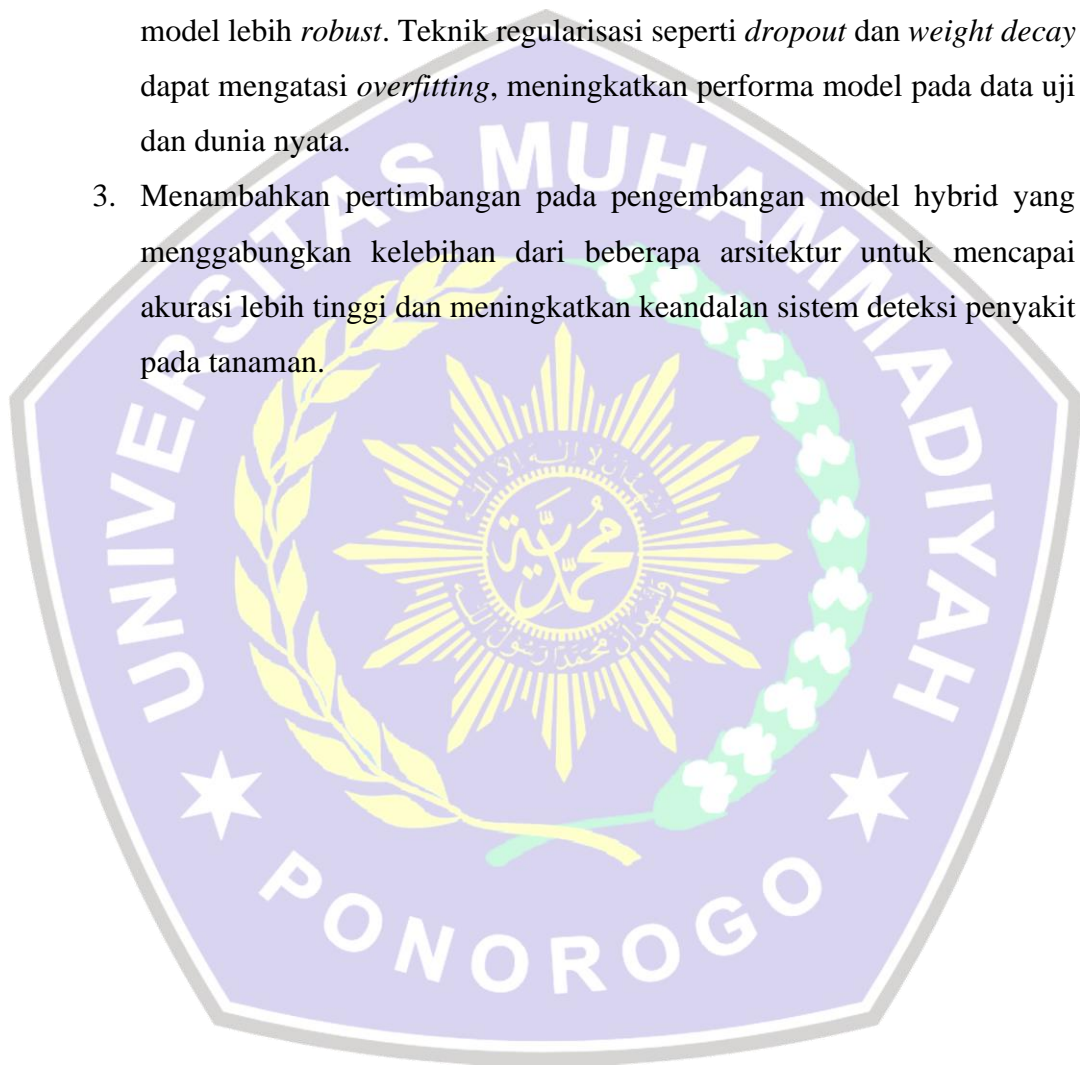 model lebih robust. Teknik regularisasi seperti dropout dan weight decay
dapat mengatasi overfitting, meningkatkan performa model pada data uji
dan dunia nyata.
3. Menambahkan pertimbangan pada pengembangan model hybrid yang
menggabungkan kelebihan dari beberapa arsitektur untuk mencapai
akurasi lebih tinggi dan meningkatkan keandalan sistem deteksi penyakit
pada tanaman.
UNIVERSITAS MUHAMMADIYAH
PONOROGO
محمدية